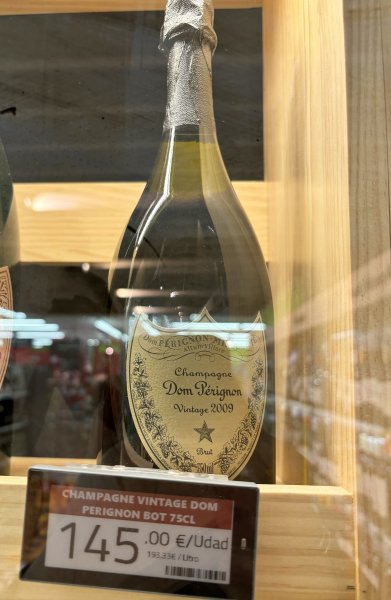 Dom PÉRIGNON
Champagne
Dom Pérignon
Vintage 2009
Brut
750ml
CHAMPAGNE VINTAGE DOM
PERIGNON BOT 75CL
145.00 €/Udad
193.33€ / Litro